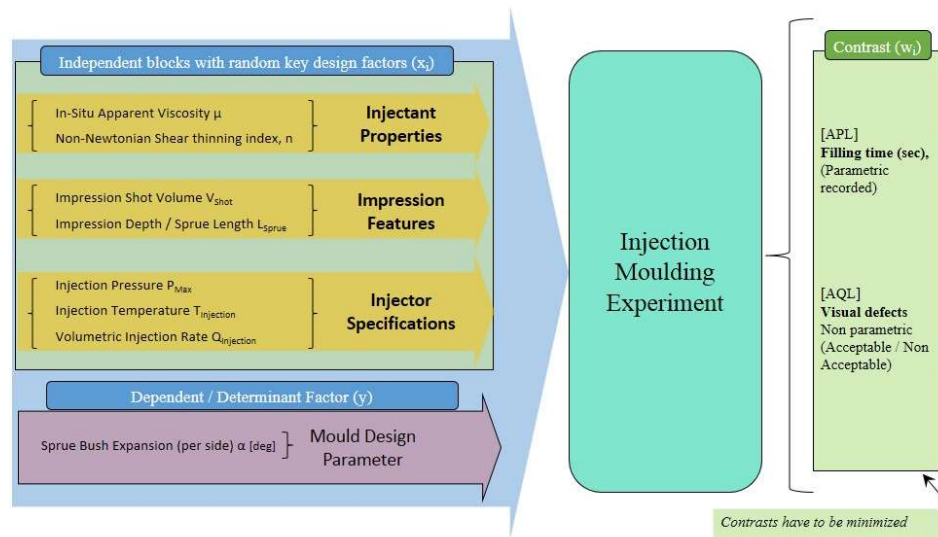 Independent blocks with random key design factors (xi)
In-Situ Apparent Viscosity μ
Non-Newtonian Shear thinning index, n
Injectant
Properties
Impression Shot Volume VShot
Impression Depth / Sprue Length LSprue
Impression
Features
Injection Pressure PMax
Injection Temperature TInjection
Volumetric Injection Rate QInjection
Injector
Specifications
Dependent / Determinant Factor (y)
Sprue Bush Expansion (per side) α [deg]
Mould Design
Parameter
Injection
Moulding
Experiment
Contrast (wi)
[APL]
Filling time (sec),
(Parametric
recorded)
[AQL]
Visual defects
Non parametric
(Acceptable / Non
Acceptable)
Contrasts have to be minimized